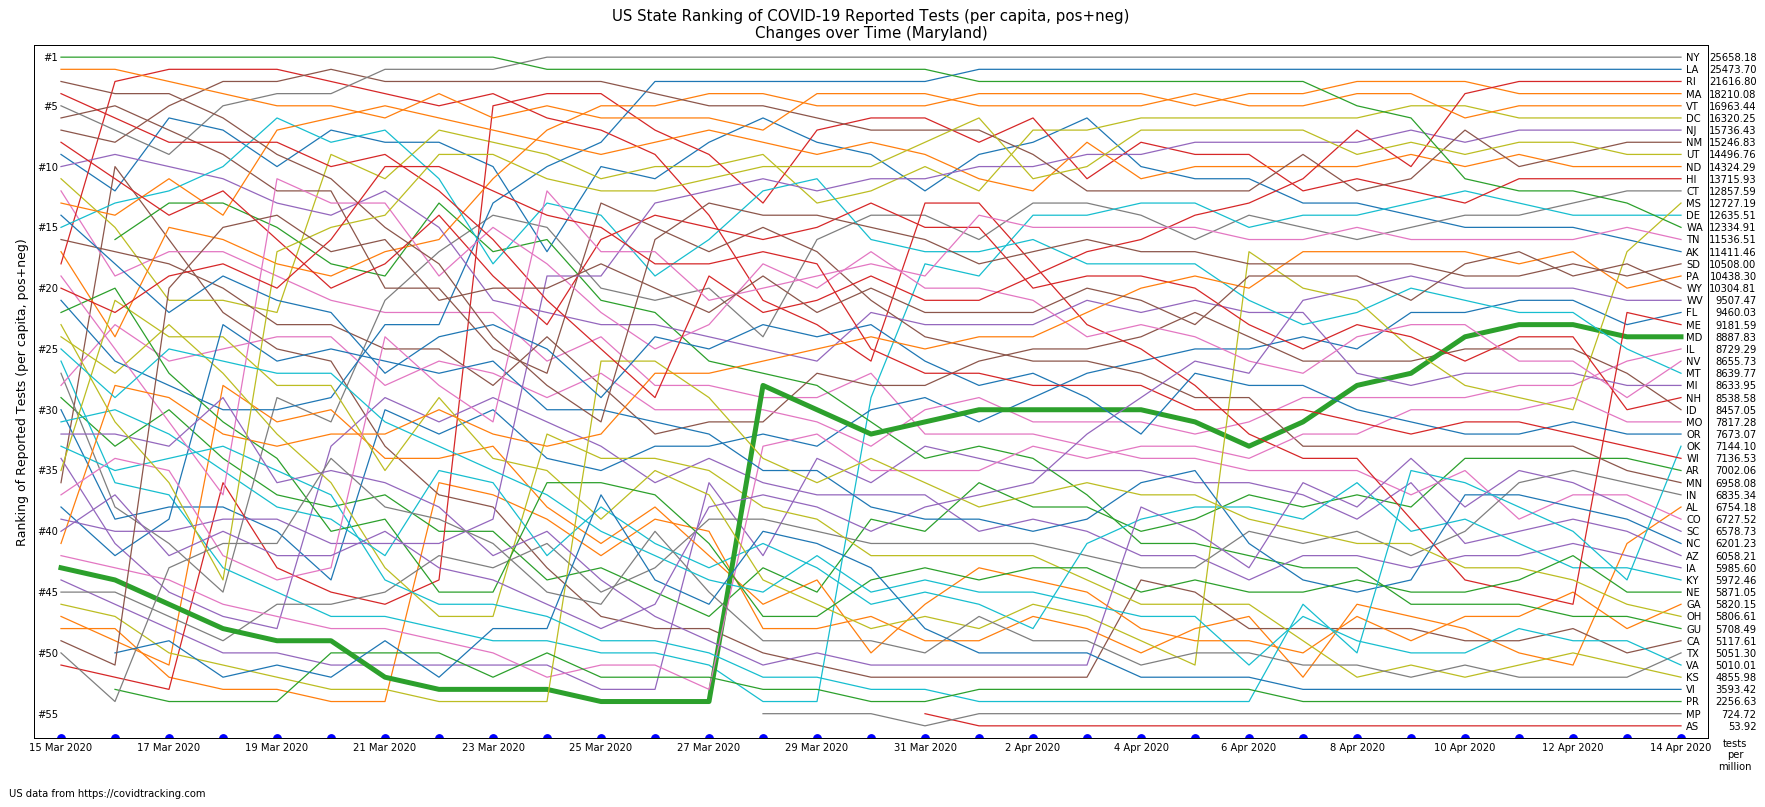 US State Ranking of COVID-19 Reported Tests (per capita, pos+neg)
Changes over Time (Maryland)
Ranking of Reported Tests (per capita, pos+neg)
#1
#5
#10
#15
#20
#25
#30
#35
#40
#45
#50
#55
NY 25658.18
LA 25473.70
RI 21616.80
MA 18210.08
VT 16963.44
DC 16320.25
NJ 15736.43
NM 15246.83
UT 14496.76
ND 14324.29
HI 13715.93
CT 12857.59
MS 12727.19
DE 12635.51
WA 12334.91
TN 11536.51
AK 11411.46
SD 10508.00
PA 10438.30
WY 10304.81
WV 9507.47
FL 9460.03
ME 9181.59
MD 8887.83
IL 8729.29
NV 8655.73
MT 8639.77
MI 8633.95
NH 8538.58
ID 8457.05
MO 7817.28
OR 7673.07
OK 7144.10
WI 7136.53
AR 7002.06
MN 6958.08
IN 6835.34
AL 6754.18
CO 6727.52
SC 6578.73
NC 6201.23
AZ 6058.21
IA 5985.60
KY 5972.46
NE 5871.05
GA 5820.15
OH 5806.61
GU 5708.49
CA 5117.61
TX 5051.30
VA 5010.01
KS 4855.98
VI 3593.42
PR 2256.63
MP 724.72
AS 53.92
15 Mar 2020 17 Mar 2020 19 Mar 2020 21 Mar 2020 23 Mar 2020 25 Mar 2020 27 Mar 2020 29 Mar 2020 31 Mar 2020 2 Apr 2020 4 Apr 2020 6 Apr 2020 8 Apr 2020 10 Apr 2020 12 Apr 2020 14 Apr 2020
tests
per
million
US data from https://covidtracking.com